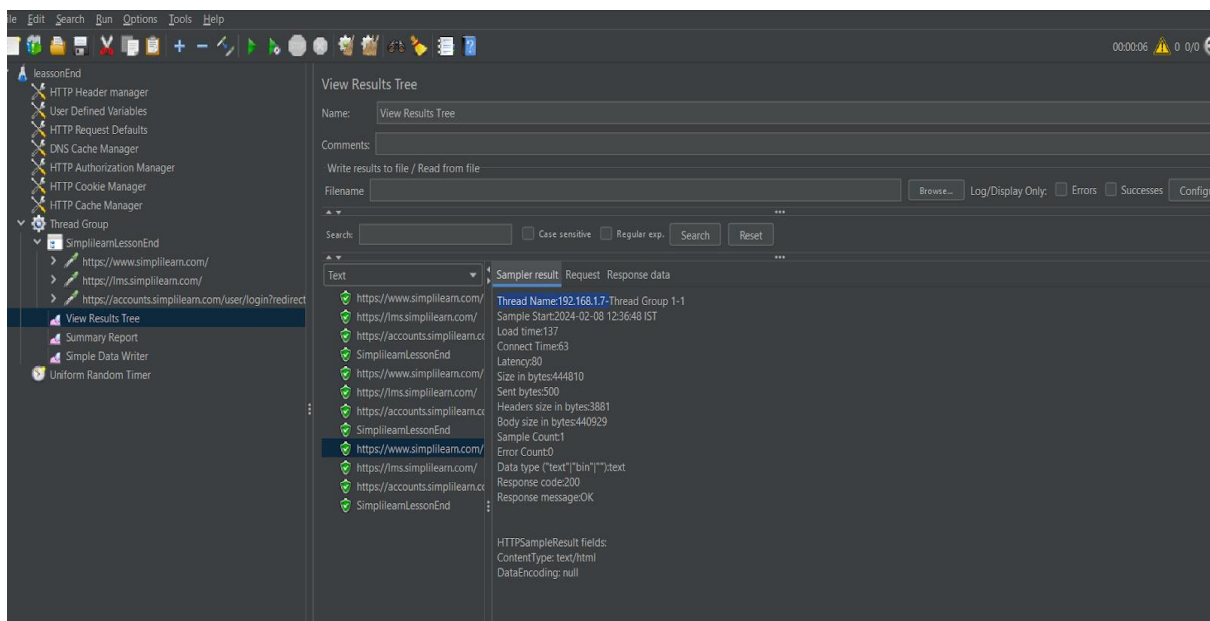 ile Edit Search Run Options Tools Help
00:00:06 0 0/0
leassonEnd
HTTP Header manager
User Defined Variables
HTTP Request Defaults
DNS Cache Manager
HTTP Authorization Manager
HTTP Cookie Manager
HTTP Cache Manager
Thread Group
SimplilearnLessonEnd
https://www.simplilearn.com/
https://lms.simplilearn.com/
https://accounts.simplilearn.com/user/login?redirect
View Results Tree
Summary Report
Simple Data Writer
Uniform Random Timer
View Results Tree
Name: View Results Tree
Comments:
Write results to file / Read from file
Filename Browse... Log/Display Only: Errors Successes Config
Search: Case sensitive Regular exp. Search Reset
Text
https://www.simplilearn.com/
https://lms.simplilearn.com/
https://accounts.simplilearn.co
SimplilearnLessonEnd
https://www.simplilearn.com/
https://lms.simplilearn.com/
https://accounts.simplilearn.co
SimplilearnLessonEnd
https://www.simplilearn.com/
https://lms.simplilearn.com/
https://accounts.simplilearn.co
SimplilearnLessonEnd
Sampler result Request Response data
Thread Name:192.168.1.7-Thread Group 1-1
Sample Start:2024-02-08 12:36:48 IST
Load time:137
Connect Time:63
Latency:80
Size in bytes:444810
Sent bytes:500
Headers size in bytes:3881
Body size in bytes:440929
Sample Count:1
Error Count:0
Data type ("text"|"bin"|""):text
Response code:200
Response message:OK
HTTPSampleResult fields:
ContentType: text/html
DataEncoding: null